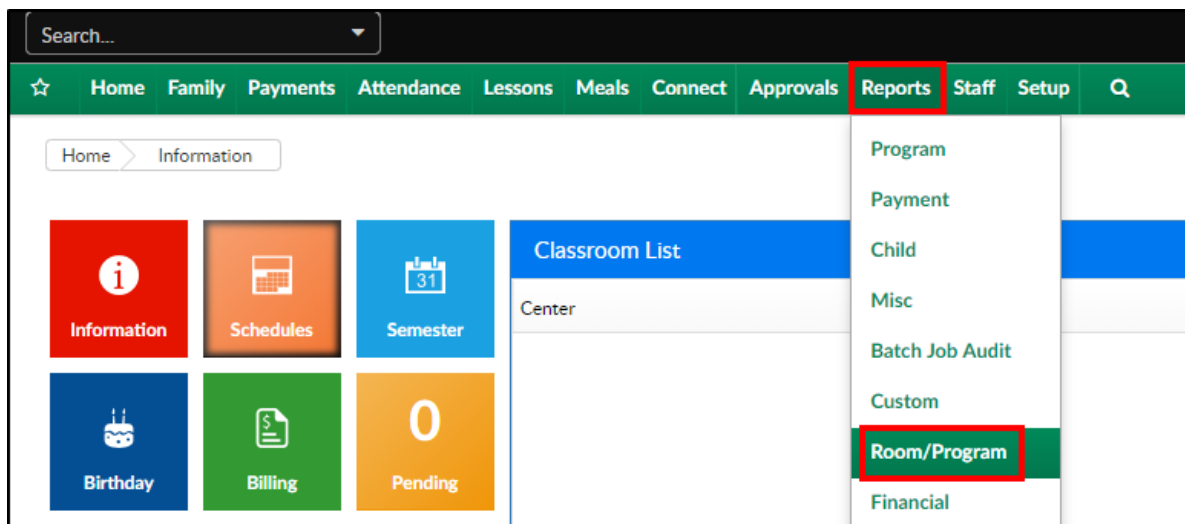 Search...
Home Family Payments Attendance Lessons Meals Connect Approvals Reports Staff Setup
Home Information
Program
Payment
Child
Misc
Batch Job Audit
Custom
Room/Program
Financial
Information
Schedules
31
Semester
Birthday
$
Billing
0
Pending
Classroom List
Center